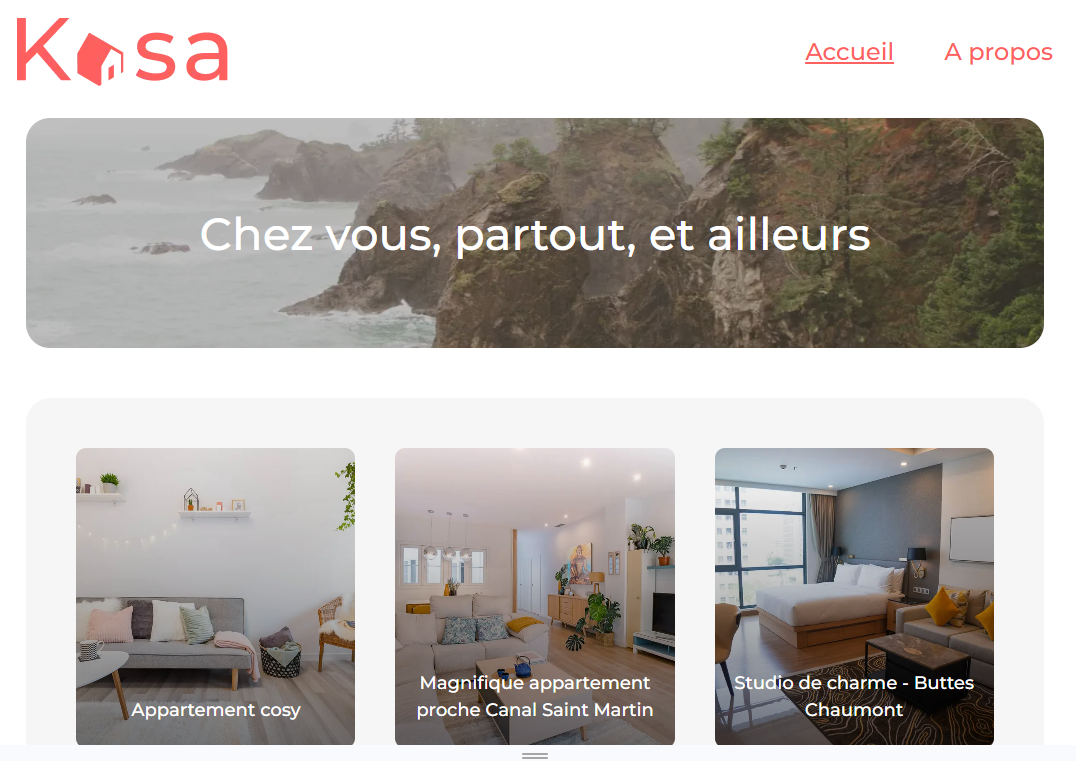 Kasa
Accueil
A propos
Chez vous, partout, et ailleurs
Appartement cosy
Magnifique appartement
proche Canal Saint Martin
Studio de charme - Buttes
Chaumont